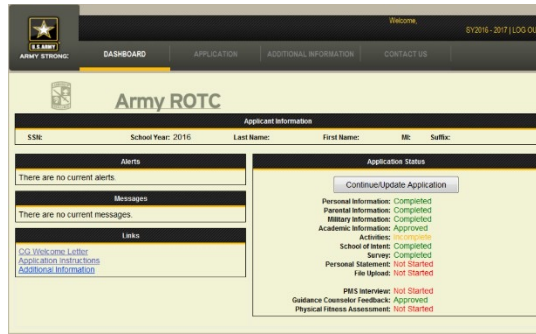 Welcome,
SY2016 - 2017 | LOG OU
U.S.ARMY
ARMY STRONG:
DASHBOARD APPLICATION ADDITIONAL INFORMATION CONTACT US
Army ROTC
Applicant Information
SSN: School Year: 2016 Last Name: First Name: MI: Suffix:
Alerts
There are no current alerts.
Messages
There are no current messages.
Links
CG Welcome Letter
Application Instructions
Additional Information
Application Status
Continue/Update Application
Personal Information: Completed
Parental Information: Completed
Military Information: Completed
Academic Information: Approved
Activities: Incomplete
School of Intent: Completed
Survey: Completed
Personal Statement: Not Started
File Upload: Not Started
PMS Interview: Not Started
Guidance Counselor Feedback: Approved
Physical Fitness Assessment: Not Started